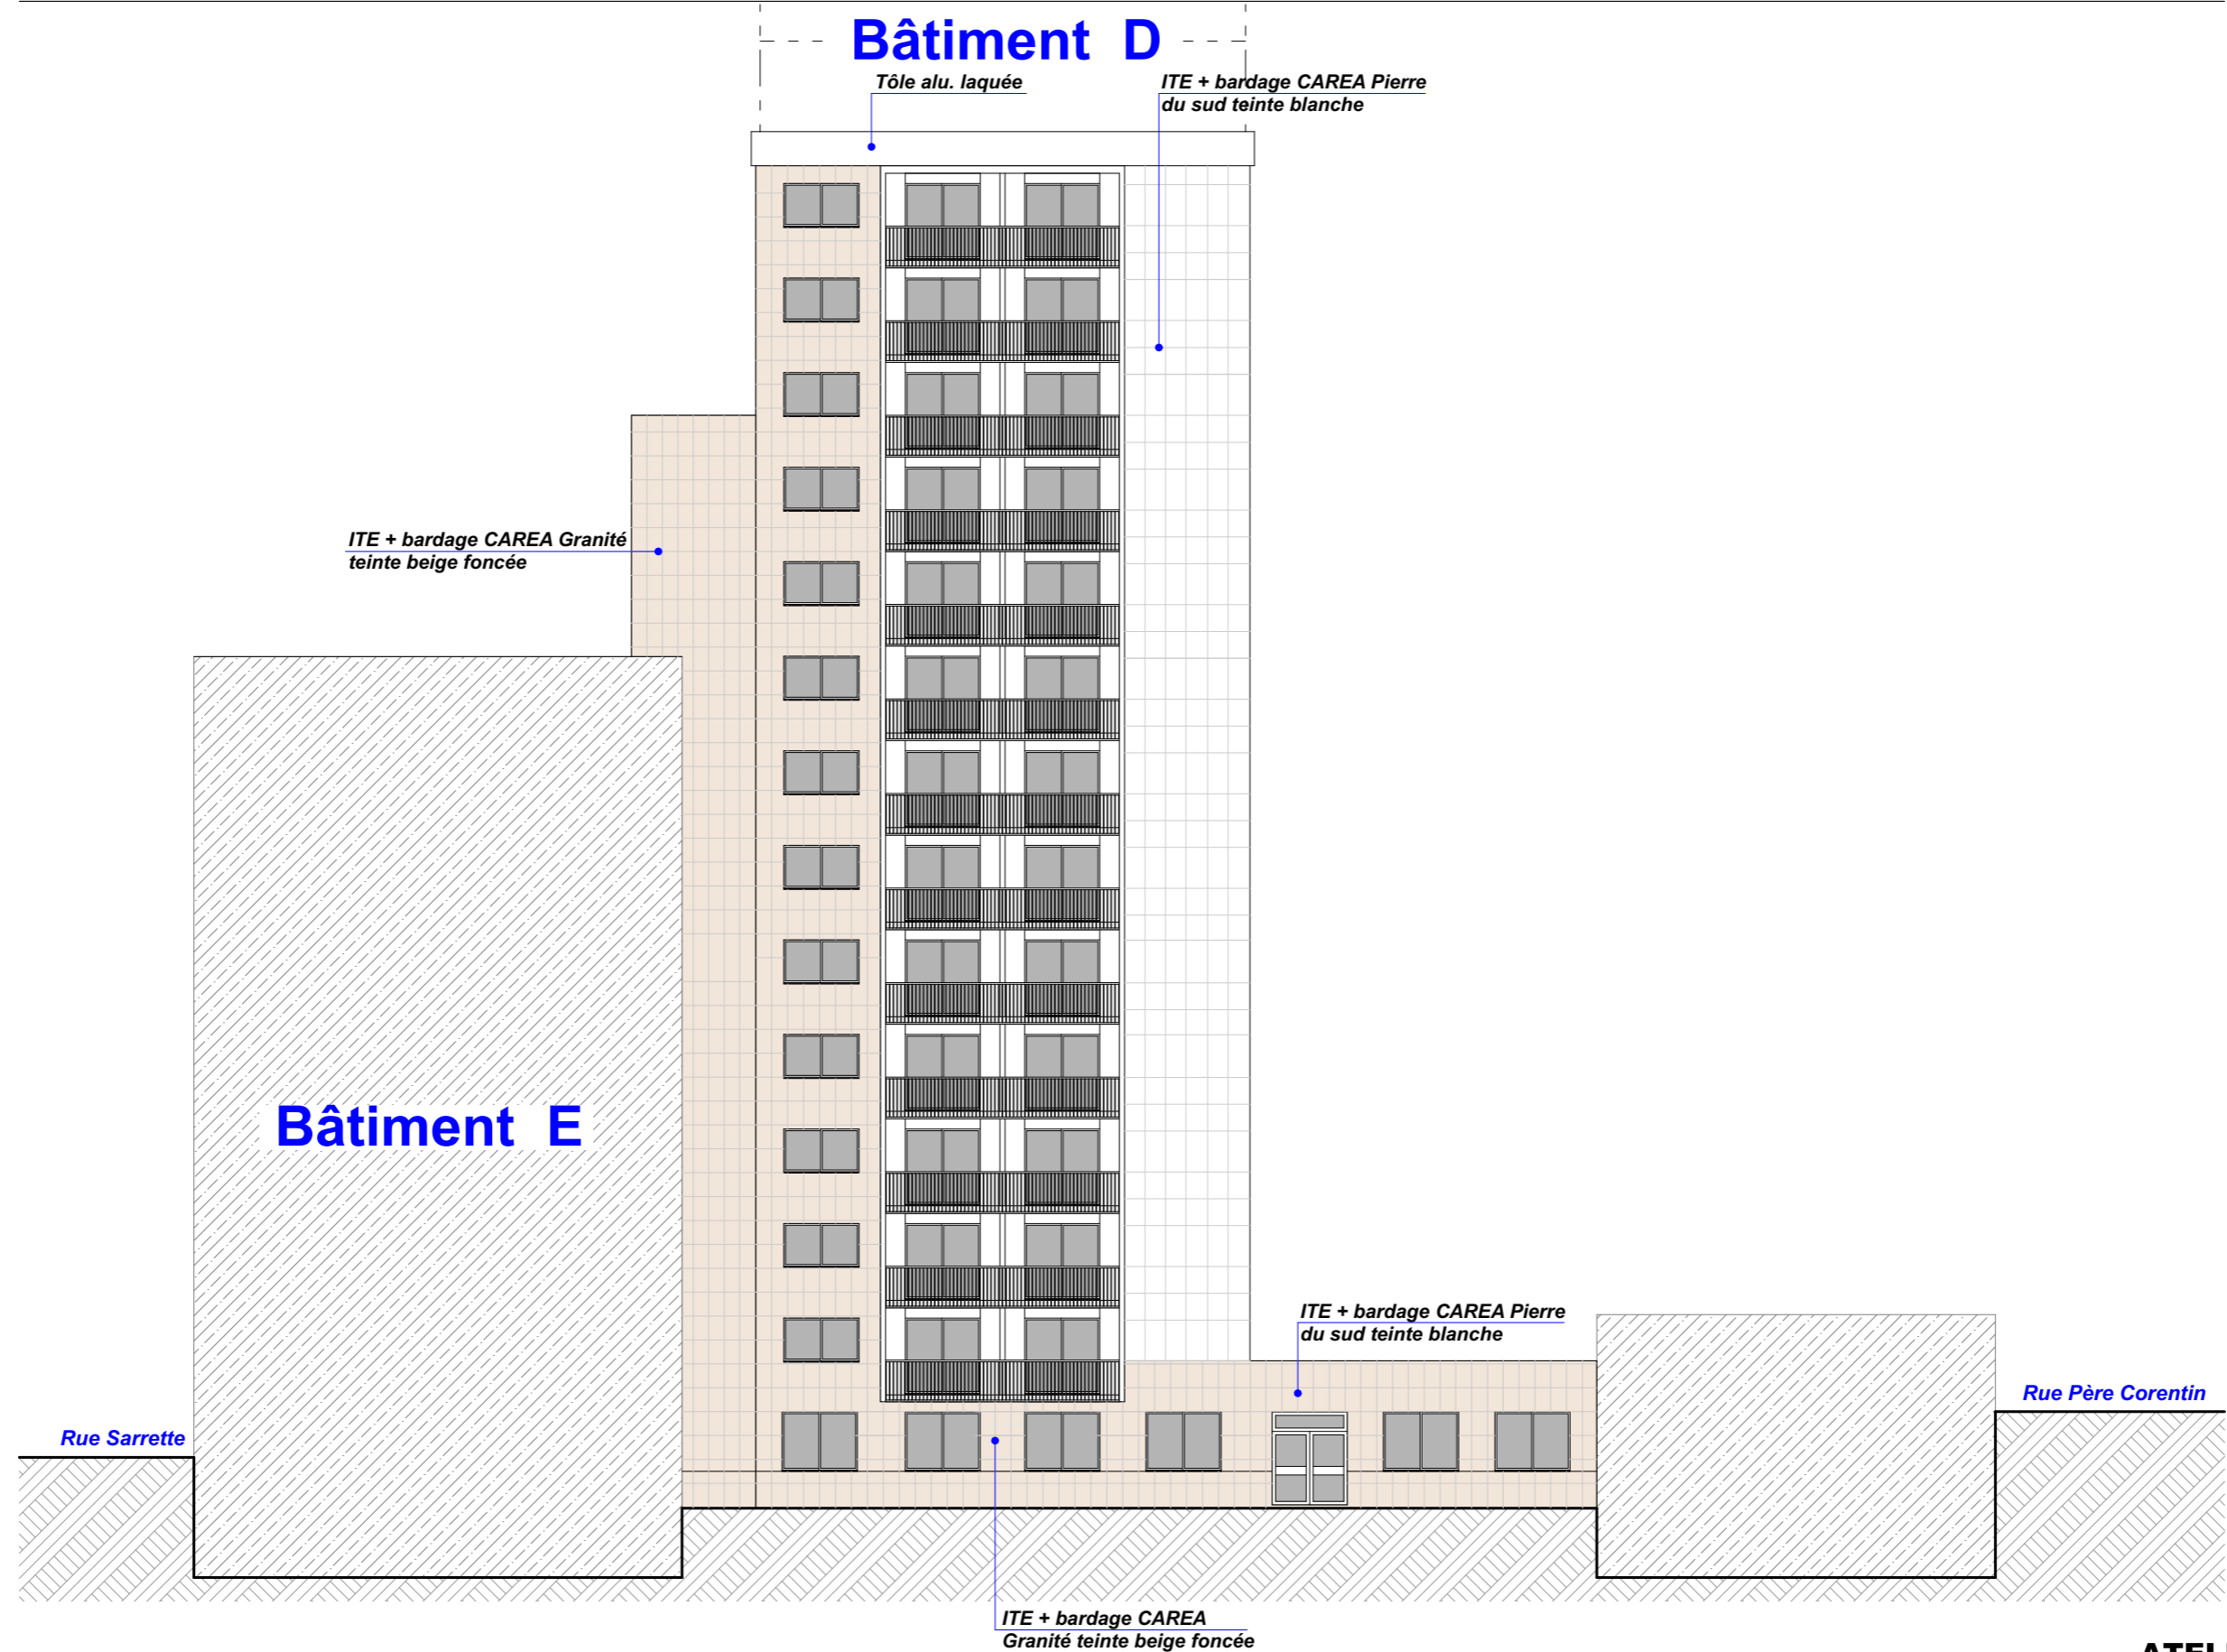 Bâtiment D
Tôle alu. laquée
ITE + bardage CAREA Pierre
du sud teinte blanche
ITE + bardage CAREA Granité
teinte beige foncée
Bâtiment E
ITE + bardage CAREA Pierre
du sud teinte blanche
Rue Père Corentin
Rue Sarrette
ITE + bardage CAREA
Granité teinte beige foncée